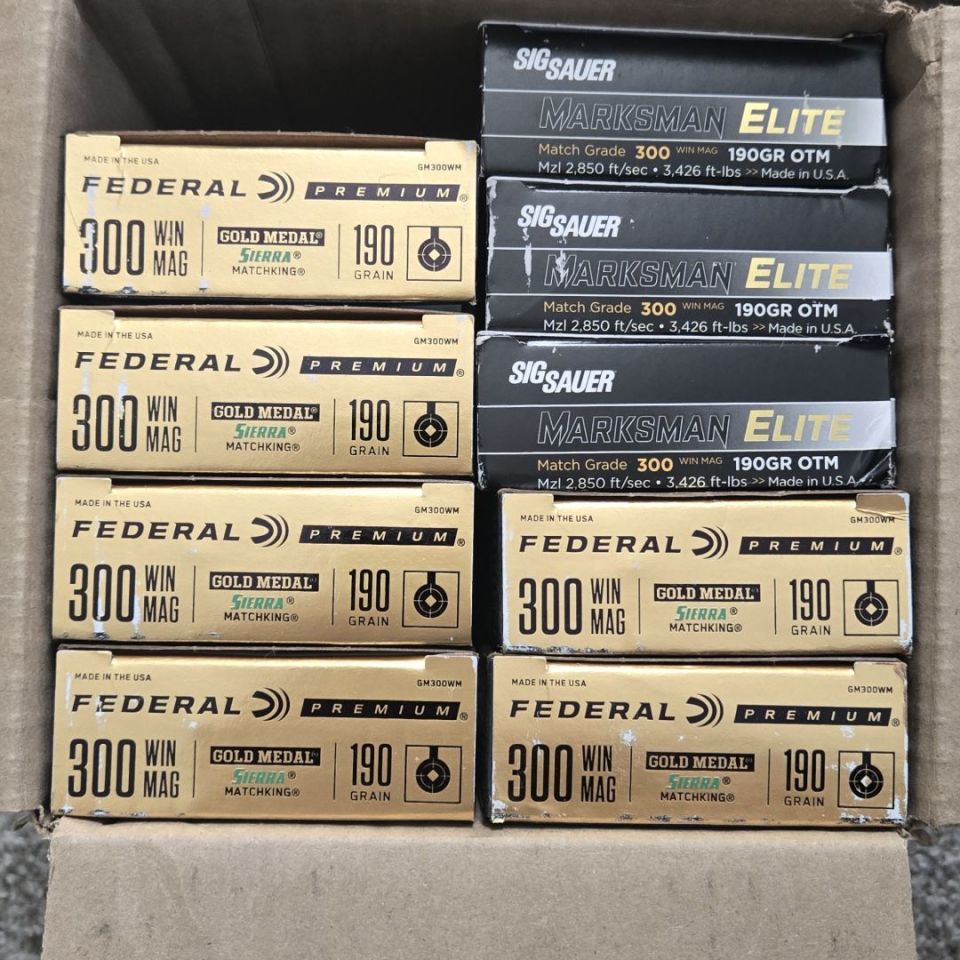 MADE IN THE USA
GM300WM
FEDERAL PREMIUM®
300 WIN MAG
GOLD MEDAL®
SIERRA®
MATCHKING®
190 GRAIN
MADE IN THE USA
GM300WM
FEDERAL PREMIUM®
300 WIN MAG
GOLD MEDAL®
SIERRA®
MATCHKING®
190 GRAIN
MADE IN THE USA
GM300WM
FEDERAL PREMIUM®
300 WIN MAG
GOLD MEDAL®
SIERRA®
MATCHKING®
190 GRAIN
MADE IN THE USA
GM300WM
FEDERAL PREMIUM®
300 WIN MAG
GOLD MEDAL®
SIERRA®
MATCHKING®
190 GRAIN
SIG SAUER
MARKSMAN ELITE
Match Grade 300 WIN MAG 190GR OTM
Mzl 2,850 ft/sec • 3,426 ft-lbs >> Made in U.S.A.
SIG SAUER
MARKSMAN ELITE
Match Grade 300 WIN MAG 190GR OTM
Mzl 2,850 ft/sec • 3,426 ft-lbs >> Made in U.S.A.
SIG SAUER
MARKSMAN ELITE
Match Grade 300 WIN MAG 190GR OTM
Mzl 2,850 ft/sec • 3,426 ft-lbs >> Made in U.S.A.
MADE IN THE USA
GM300WM
FEDERAL PREMIUM®
300 WIN MAG
GOLD MEDAL®
SIERRA®
MATCHKING®
190 GRAIN
MADE IN THE USA
GM300WM
FEDERAL PREMIUM®
300 WIN MAG
GOLD MEDAL®
SIERRA®
MATCHKING®
190 GRAIN